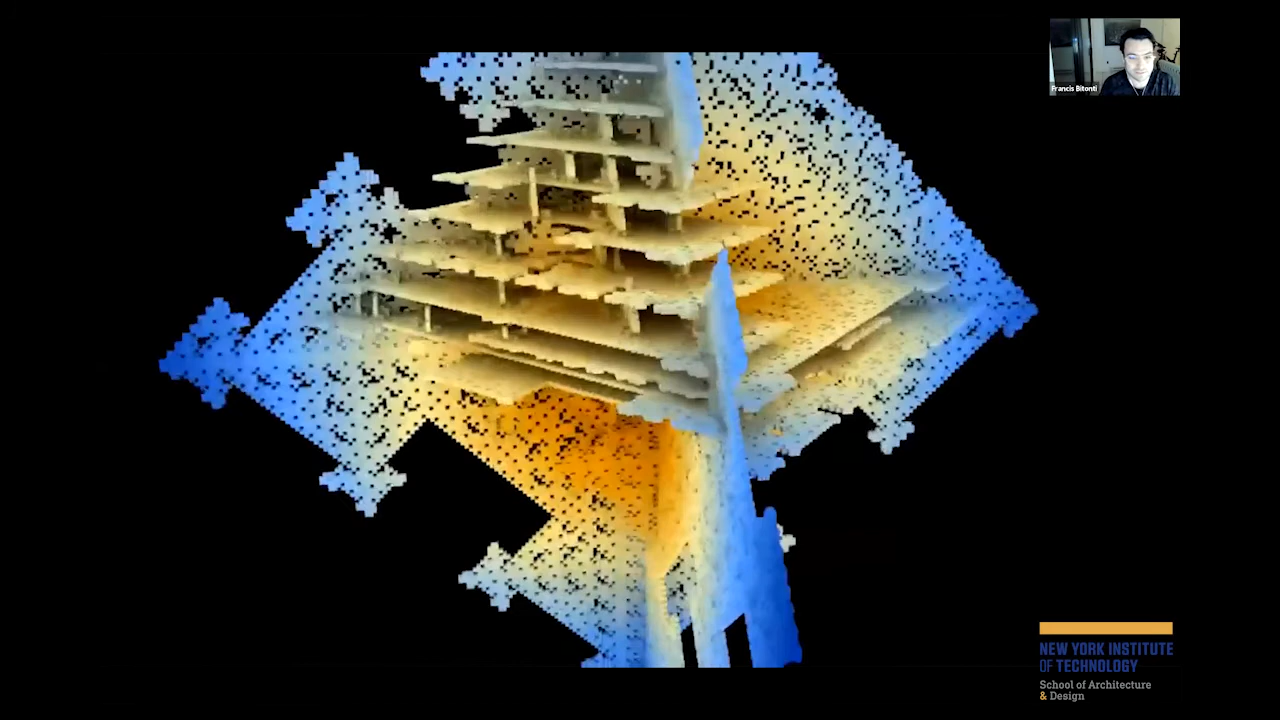 Francis Bitonti
NEW YORK INSTITUTE
OF TECHNOLOGY
School of Architecture
& Design